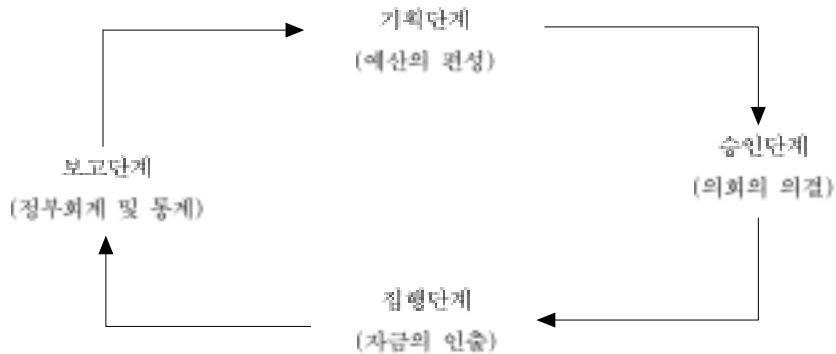 기획단계
(예산의 편성)
승인단계
(의회의 의결)
집행단계
(자금의 인출)
보고단계
(정부회계 및 통계)